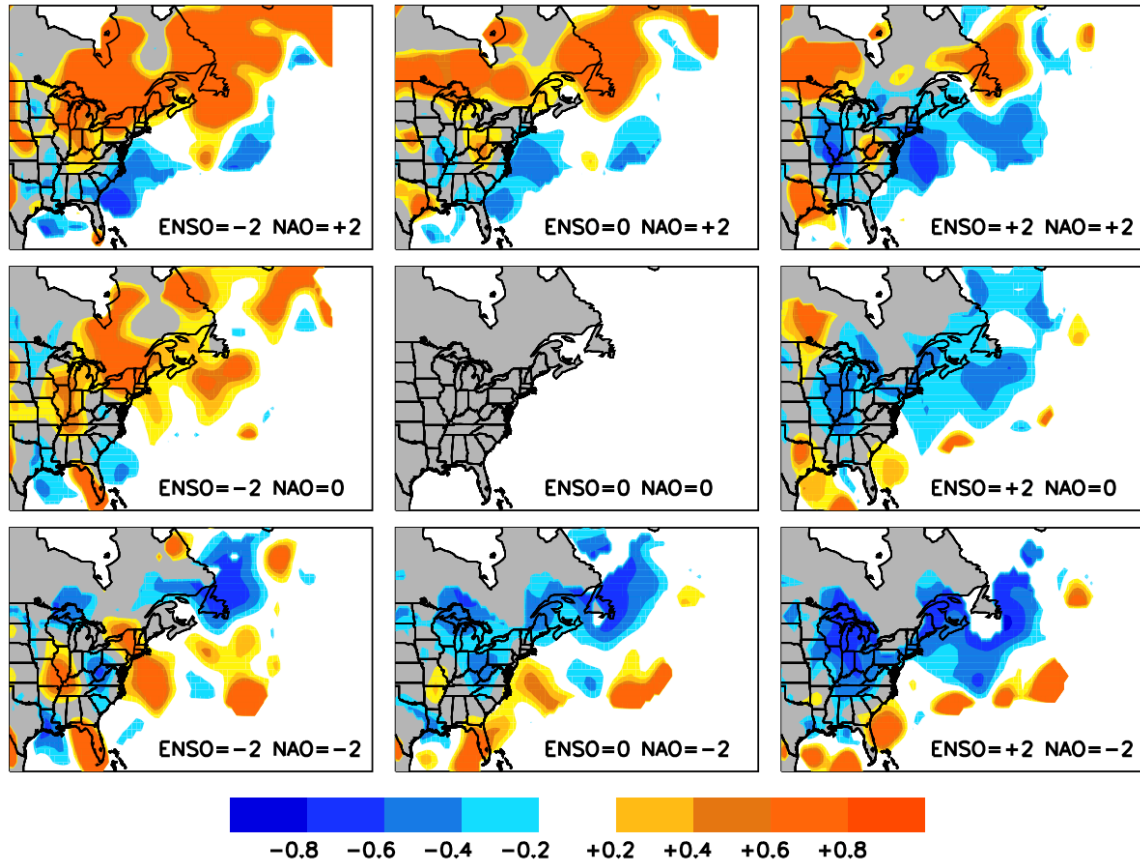 ENSO=-2 NAO=+2
ENSO=0 NAO=+2
ENSO=+2 NAO=+2
ENSO=-2 NAO=0
ENSO=0 NAO=0
ENSO=+2 NAO=0
ENSO=-2 NAO=-2
ENSO=0 NAO=-2
ENSO=+2 NAO=-2
-0.8 -0.6 -0.4 -0.2 +0.2 +0.4 +0.6 +0.8